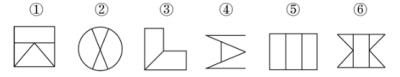 ① ② ③ ④ ⑤ ⑥